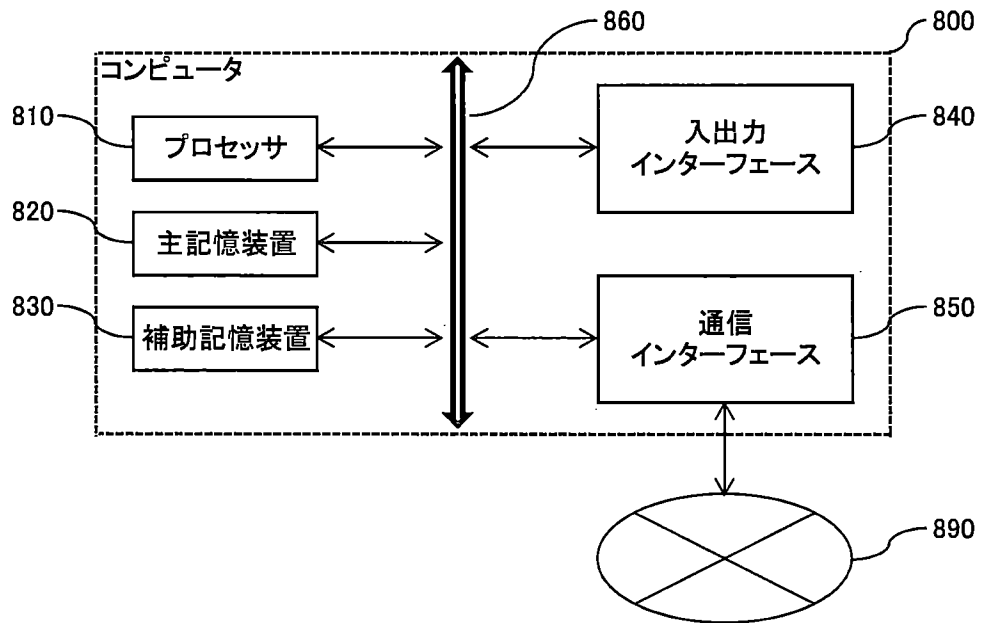 860
800
コンピュータ
810
プロセッサ
入出力
インターフェース
840
820
主記憶装置
830
補助記憶装置
通信
インターフェース
850
890